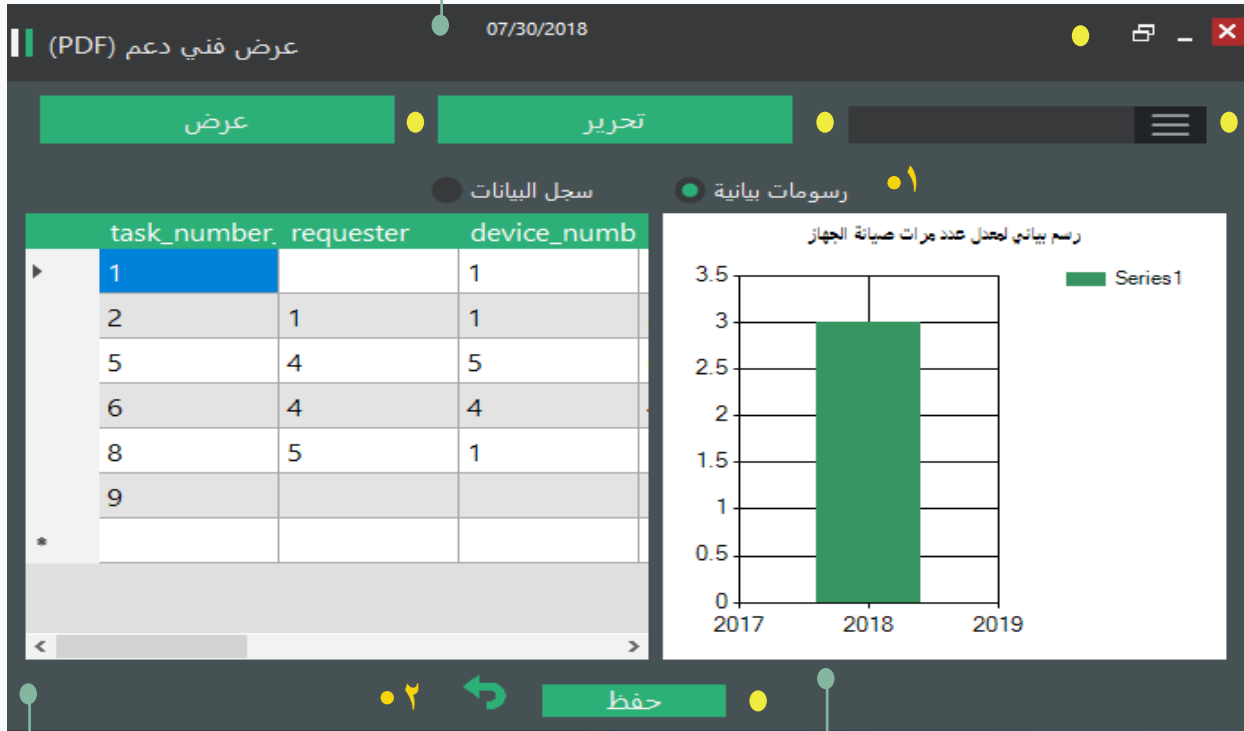 عرض فني دعم (PDF)
07/30/2018
عرض
تحرير
رسومات بيانية
١
سجل البيانات
task_number_ requester device_numb
1 1
2 1 1
5 4 5
6 4 4
8 5 1
9
رسم بياني لمعدل عدد مرات صيانة الجهاز
Series1
3.5
3
2.5
2
1.5
1
0.5
0
2017 2018 2019
٢
حفظ